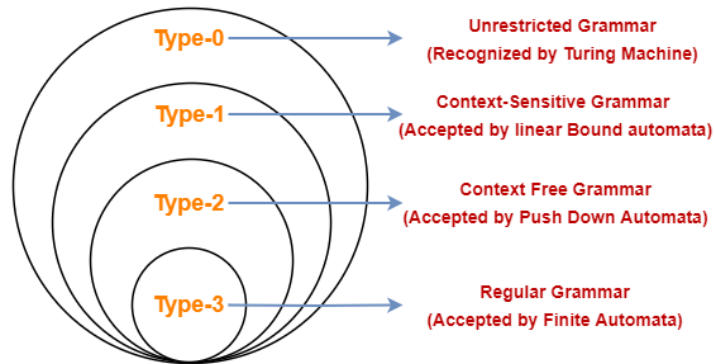 Type-0
Unrestricted Grammar
(Recognized by Turing Machine)
Type-1
Context-Sensitive Grammar
(Accepted by linear Bound automata)
Type-2
Context Free Grammar
(Accepted by Push Down Automata)
Type-3
Regular Grammar
(Accepted by Finite Automata)